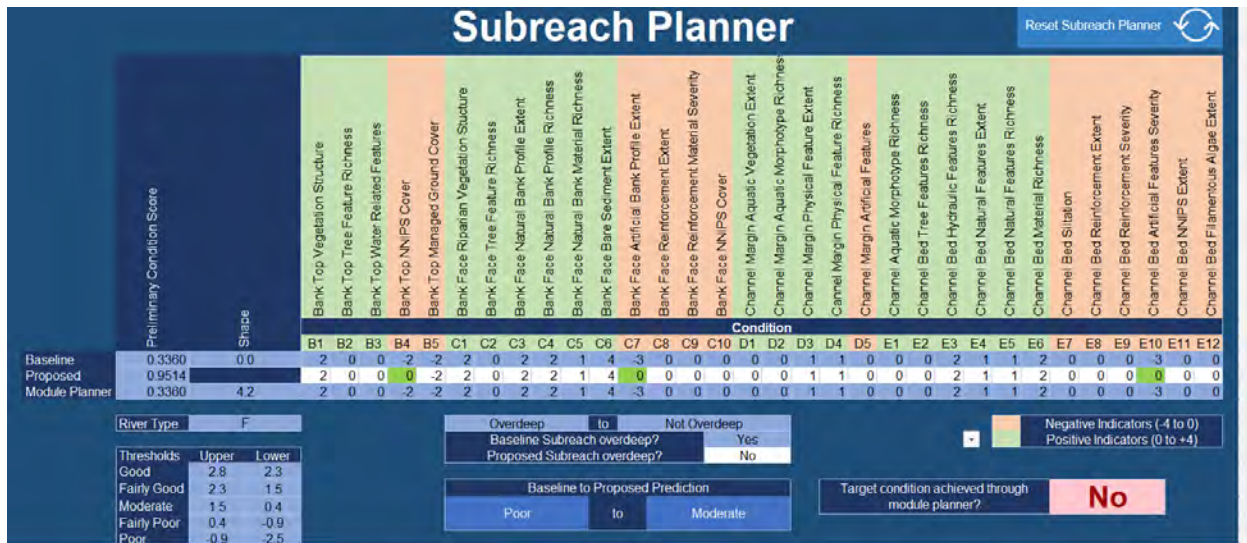 Subreach Planner
Reset Subreach Planner
Preliminary Condition Score
Shape
Bank Top Vegetation Structure
Bank Top Tree Feature Richness
Bank Top Water Related Features
Bank Top NNIPS Cover
Bank Top Managed Ground Cover
Bank Face Riparian Vegetation Stucture
Bank Face Tree Feature Richness
Bank Face Natural Bank Profile Extent
Bank Face Natural Bank Profile Richness
Bank Face Natural Bank Material Richness
Bank Face Bare Sediment Extent
Bank Face Artificial Bank Profile Extent
Bank Face Reinforcement Extent
Bank Face Reinforcement Material Severity
Bank Face NNIPS Cover
Channel Margin Aquatic Vegetation Extent
Channel Margin Aquatic Morphotype Richness
Channel Margin Physical Feature Extent
Cannel Margin Physical Feature Richness
Channel Margin Artificial Features
Channel Aquatic Morphotype Richness
Channel Bed Tree Features Richness
Channel Bed Hydraulic Features Richness
Channel Bed Natural Features Extent
Channel Bed Natural Features Richness
Channel Bed Material Richness
Channel Bed Siltation
Channel Bed Reinforcement Extent
Channel Bed Reinforcement Severity
Channel Bed Artificial Features Severity
Channel Bed NNIPS Extent
Channel Bed Filamentous Algae Extent
Condition
B1 B2 B3 B4 B5 C1 C2 C3 C4 C5 C6 C7 C8 C9 C10 D1 D2 D3 D4 D5 E1 E2 E3 E4 E5 E6 E7 E8 E9 E10 E11 E12
Baseline 0.3360 0.0 2 0 0 -2 -2 2 0 2 2 1 4 -3 0 0 0 0 0 1 1 0 0 0 2 1 1 2 0 0 0 -3 0 0
Proposed 0.9514 2 0 0 0 -2 2 0 2 2 1 4 0 0 0 0 0 0 1 1 0 0 0 2 1 1 2 0 0 0 0 0 0
Module Planner 0.3360 4.2 2 0 0 -2 -2 2 0 2 2 1 4 -3 0 0 0 0 0 1 1 0 0 0 2 1 1 2 0 0 0 -3 0 0
River Type F
Overdeep to Not Overdeep
Baseline Subreach overdeep? Yes
Proposed Subreach overdeep? No
Negative Indicators (-4 to 0)
Positive Indicators (0 to +4)
Thresholds Upper Lower
Good 2.8 2.3
Fairly Good 2.3 1.5
Moderate 1.5 0.4
Fairly Poor 0.4 -0.9
Poor -0.9 -2.5
Baseline to Proposed Prediction
Poor to Moderate
Target condition achieved through
module planner?
No